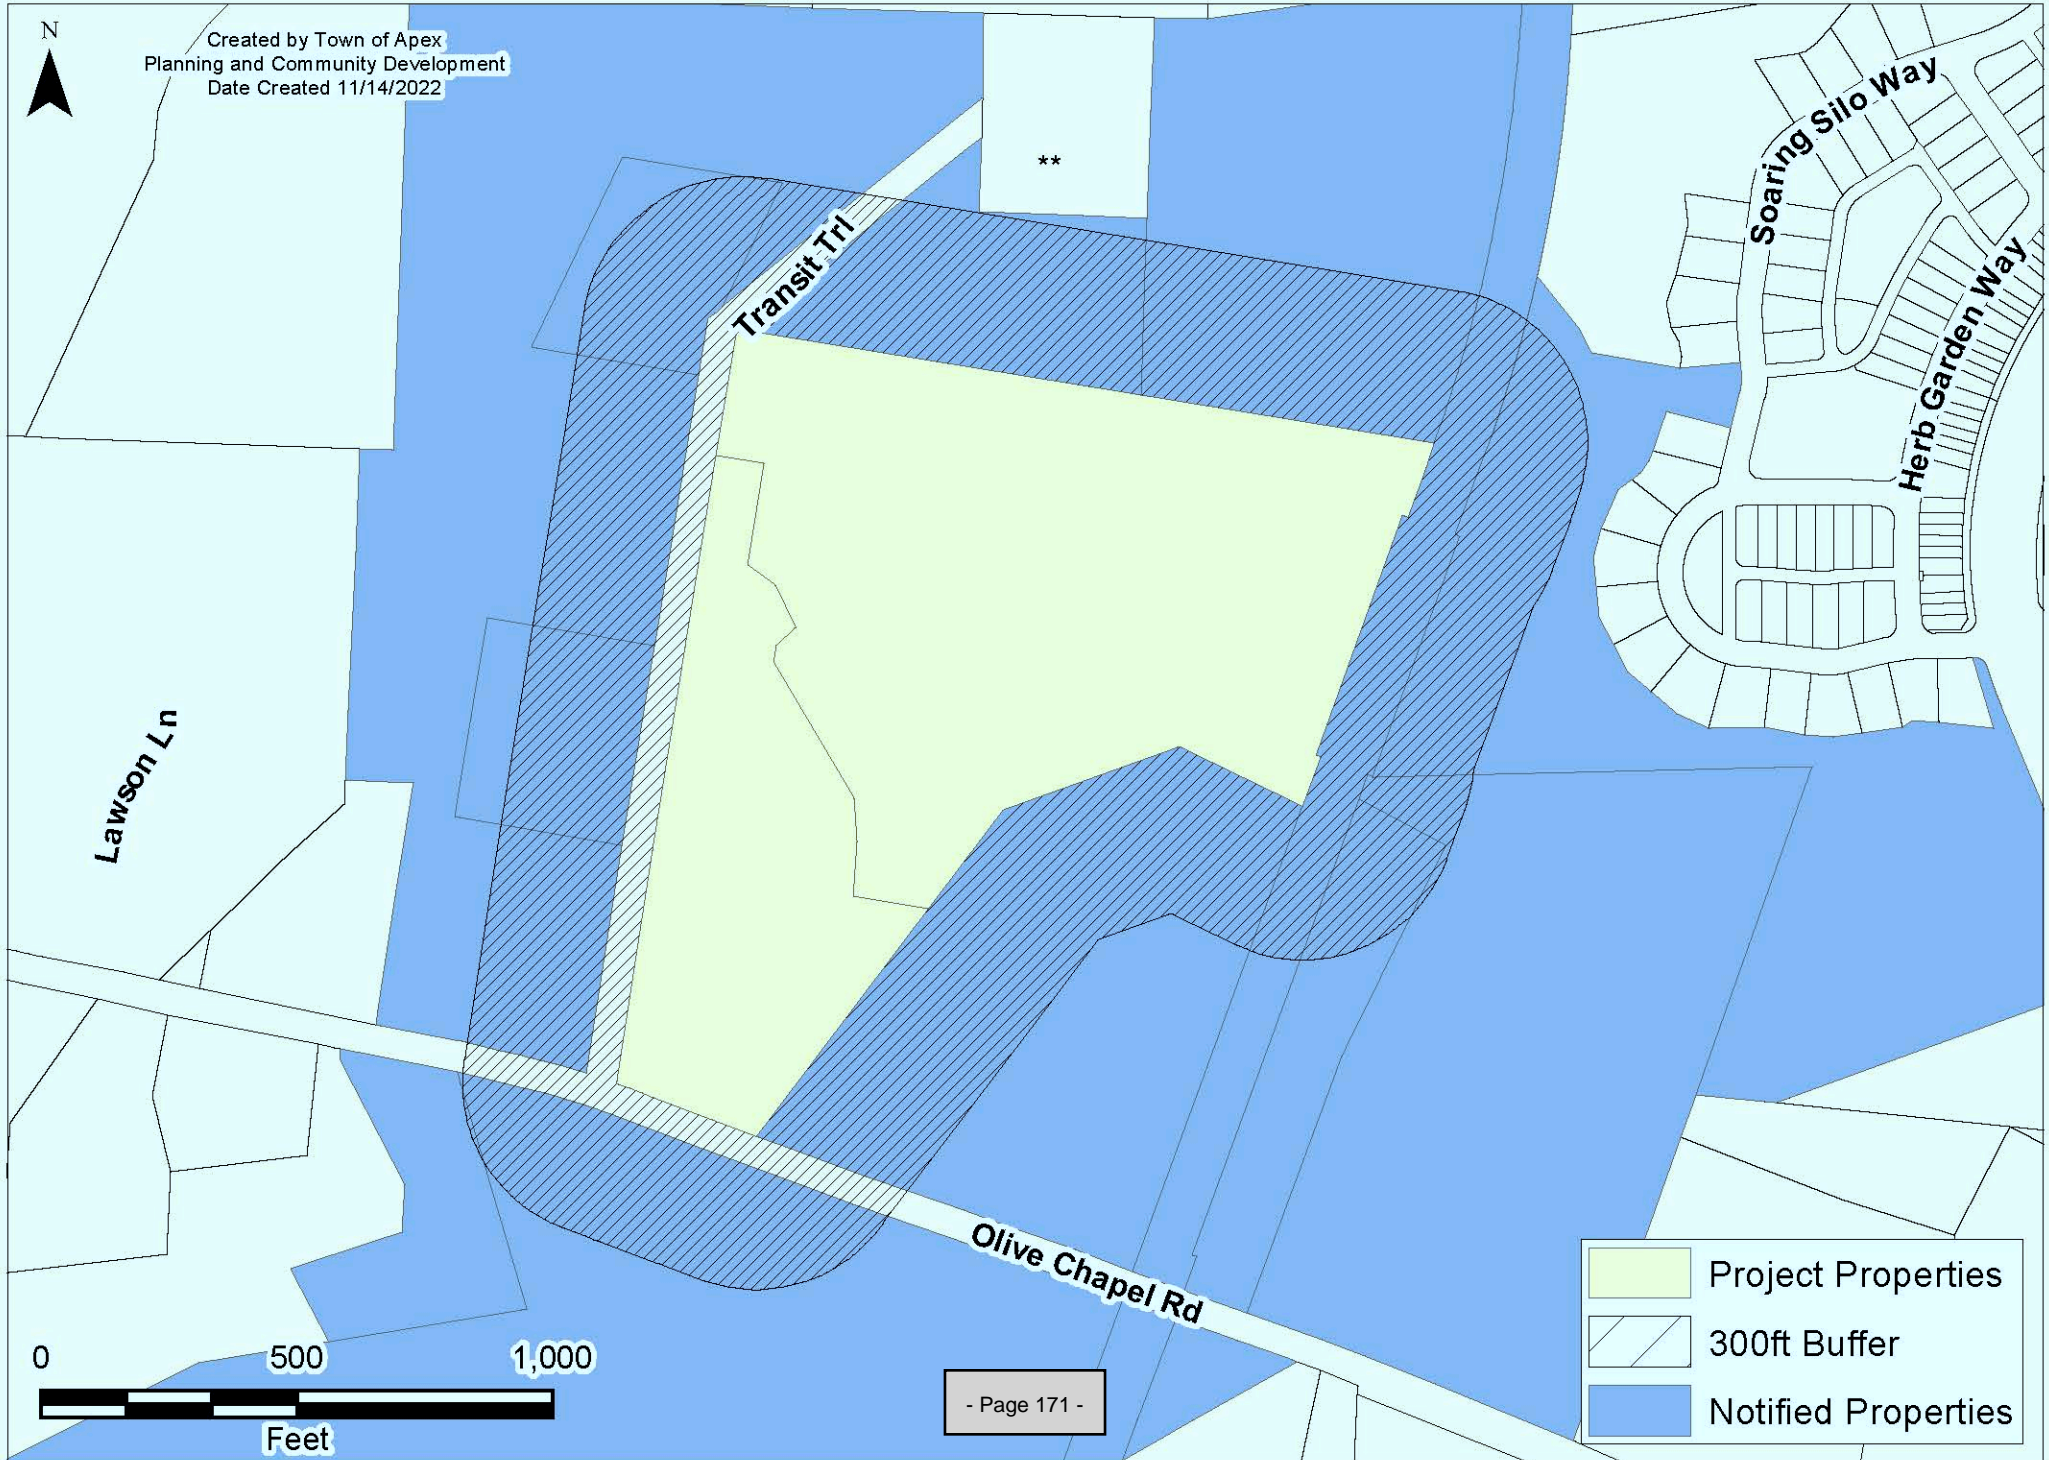 N
Created by Town of Apex
Planning and Community Development
Date Created 11/14/2022
**
Soaring Silo Way
Transit Trl
Herb Garden Way
Lawson Ln
Olive Chapel Rd
Project Properties
300ft Buffer
Notified Properties
0 500 1,000
Feet
- Page 171 -